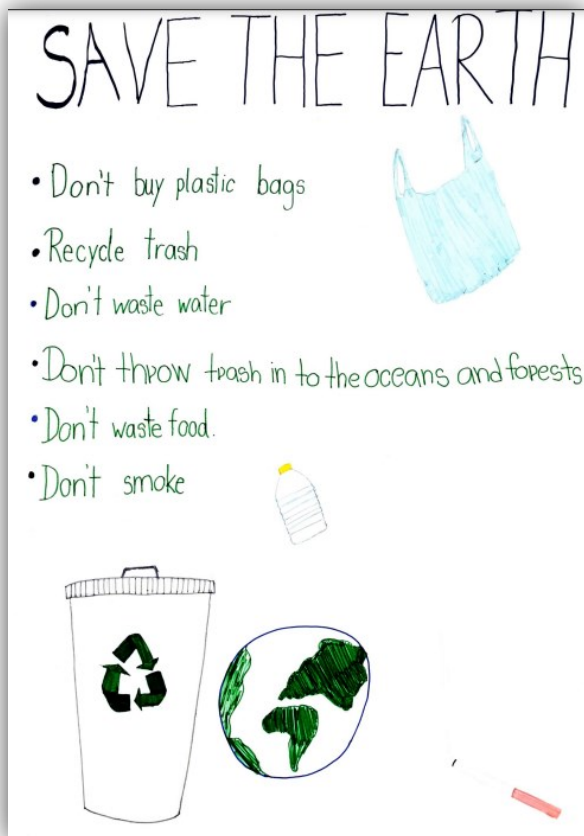 SAVE THE EARTH
• Don't buy plastic bags
• Recycle trash
• Don't waste water
• Don't throw trash in to the oceans and forests
• Don't waste food.
• Don't smoke